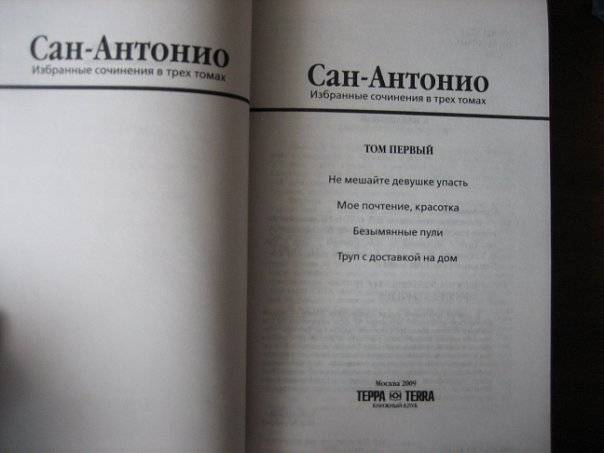 Сан-Антонио
Избранные сочинения в трех томах
Сан-Антонио
Избранные сочинения в трех томах
ТОМ ПЕРВЫЙ
Не мешайте девушке упасть
Мое почтение, красотка
Безымянные пули
Труп с доставкой на дом
Москва 2009
ТЕРРА TERRA
КНИЖНЫЙ КЛУБ